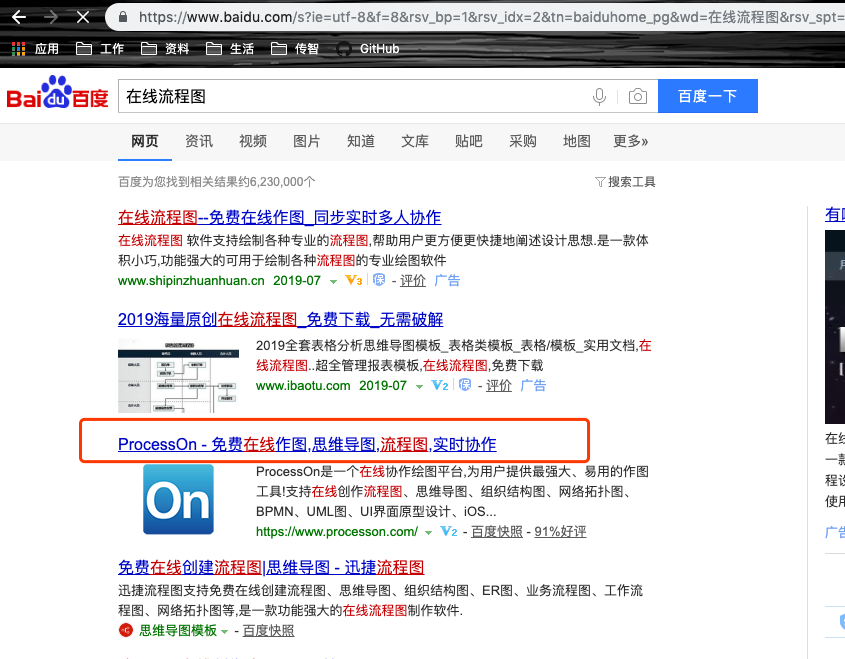 https://www.baidu.com/s?ie=utf-8&f=8&rsv_bp=1&rsv_idx=2&tn=baiduhome_pg&wd=在线流程图&rsv_spt=
应用 工作 资料 生活 传智 GitHub
Bai du 百度 在线流程图 百度一下
网页 资讯 视频 图片 知道 文库 贴吧 采购 地图 更多»
百度为您找到相关结果约6,230,000个 搜索工具
在线流程图--免费在线作图_同步实时多人协作
在线流程图 软件支持绘制各种专业的流程图,帮助用户更方便更快捷地阐述设计思想.是一款体
积小巧,功能强大的可用于绘制各种流程图的专业绘图软件
www.shipinzhuanhuan.cn 2019-07 V3 保 - 评价 广告
2019海量原创在线流程图_免费下载_无需破解
2019全套表格分析思维导图模板_表格类模板_表格/模板_实用文档,在
线流程图..超全管理报表模板,在线流程图,免费下载
www.ibaotu.com 2019-07 V2 保 - 评价 广告
ProcessOn - 免费在线作图,思维导图,流程图,实时协作
On
ProcessOn是一个在线协作绘图平台,为用户提供最强大、易用的作图
工具!支持在线创作流程图、思维导图、组织结构图、网络拓扑图、
BPMN、UML图、UI界面原型设计、iOS...
https://www.processon.com/ V2 - 百度快照 - 91%好评
免费在线创建流程图|思维导图 - 迅捷流程图
迅捷流程图支持免费在线创建流程图、思维导图、组织结构图、ER图、业务流程图、工作流
程图、网络拓扑图等,是一款功能强大的在线流程图制作软件.
思维导图模板 - 百度快照
在线
一款
程设
使用
广告